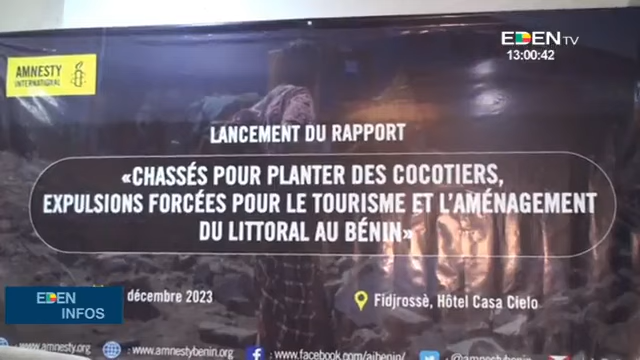 EDEN TV
13:00:42
AMNESTY
INTERNATIONAL
LANCEMENT DU RAPPORT
«CHASSÉS POUR PLANTER DES COCOTIERS,
EXPULSIONS FORCÉES POUR LE TOURISME ET L'AMÉNAGEMENT
DU LITTORAL AU BÉNIN»
décembre 2023
Fidjrossè, Hôtel Casa Cielo
EDEN
INFOS
www.amnesty.org
www.amnestybenin.org
www.facebook.com/aibenin
@amnestybenin